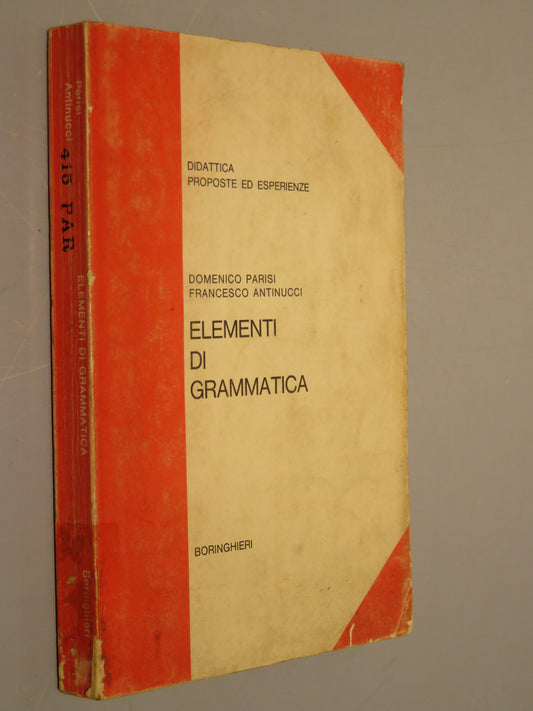 DIDATTICA
PROPOSTE ED ESPERIENZE
DOMENICO PARISI
FRANCESCO ANTINUCCI
ELEMENTI
DI
GRAMMATICA
BORINGHIERI
Parisi
Antinucci
415 PAR
ELEMENTI DI GRAMMATICA
Boringhieri